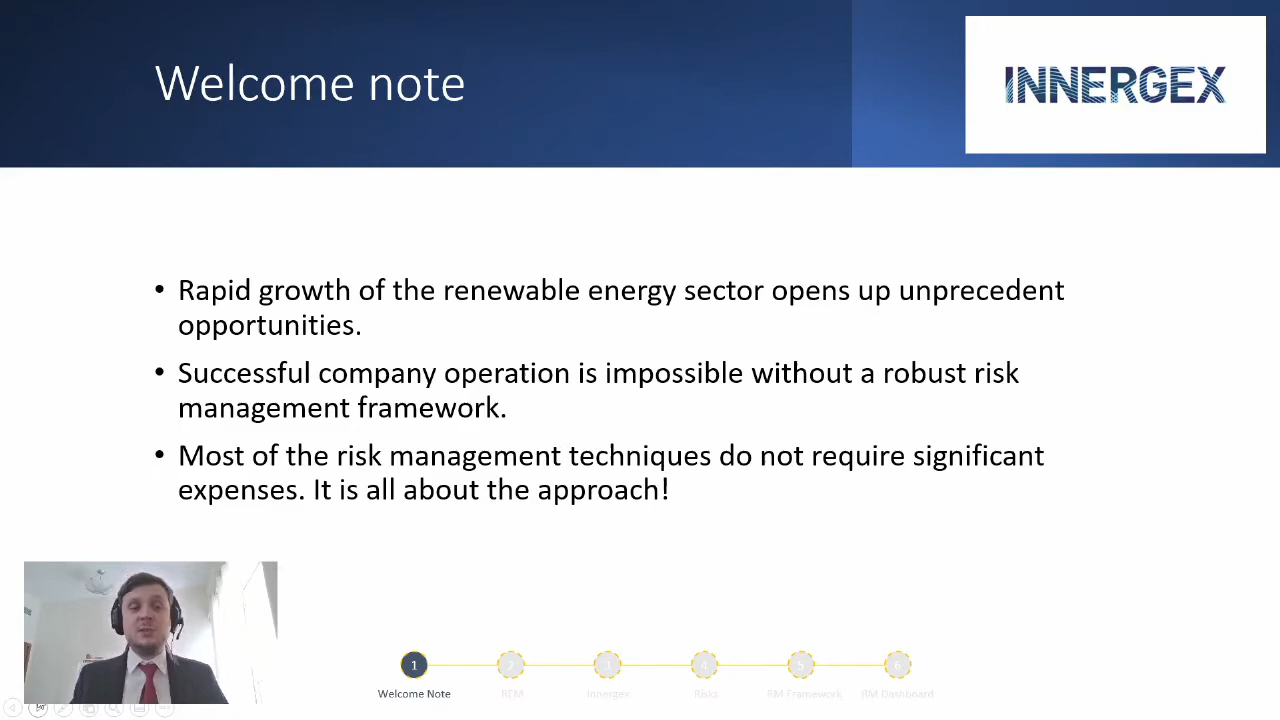 Welcome note
INNERGEX
• Rapid growth of the renewable energy sector opens up unprecedent
opportunities.
• Successful company operation is impossible without a robust risk
management framework.
• Most of the risk management techniques do not require significant
expenses. It is all about the approach!
1 2 3 4 5 6
Welcome Note REM Innergex Risks RM Framework RM Dashboard